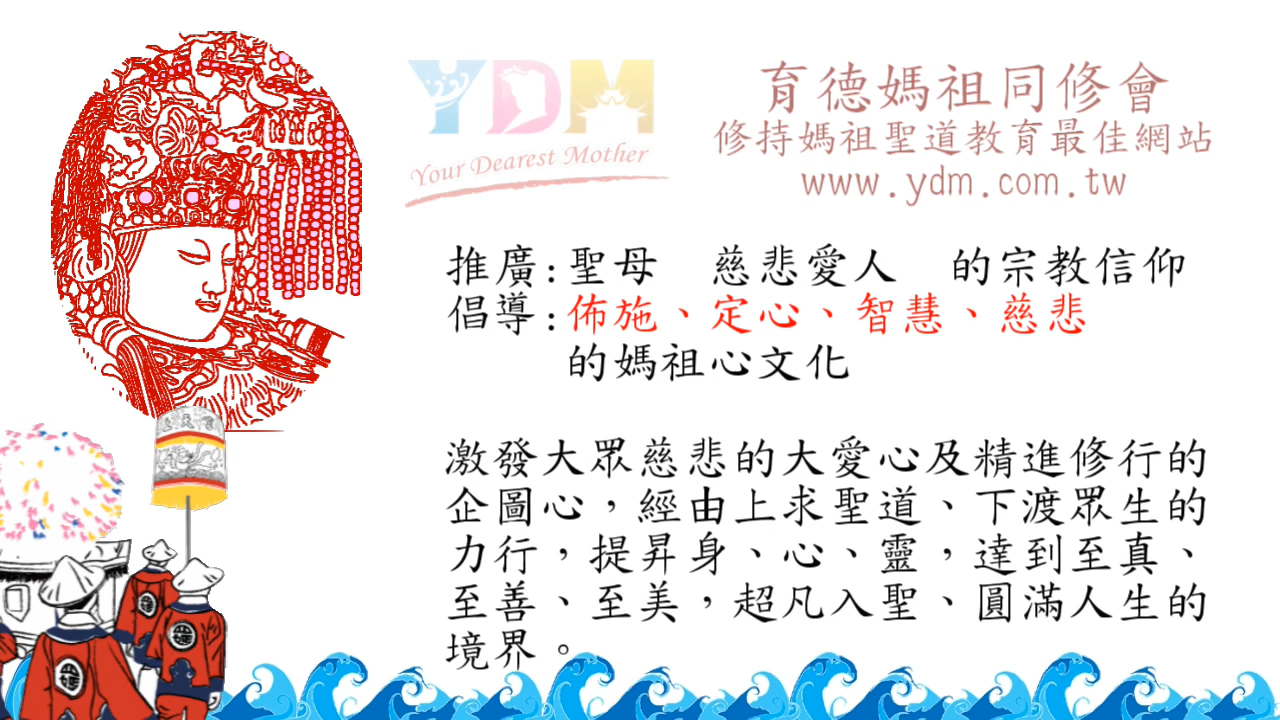 YDM
Your Dearest Mother
育德媽祖同修會
修持媽祖聖道教育最佳網站
www.ydm.com.tw
推廣:聖母 慈悲愛人 的宗教信仰
倡導:佈施、定心、智慧、慈悲
的媽祖心文化
激發大眾慈悲的大愛心及精進修行的
企圖心,經由上求聖道、下渡眾生的
力行,提昇身、心、靈,達到至真、
至善、至美,超凡入聖、圓滿人生的
境界。